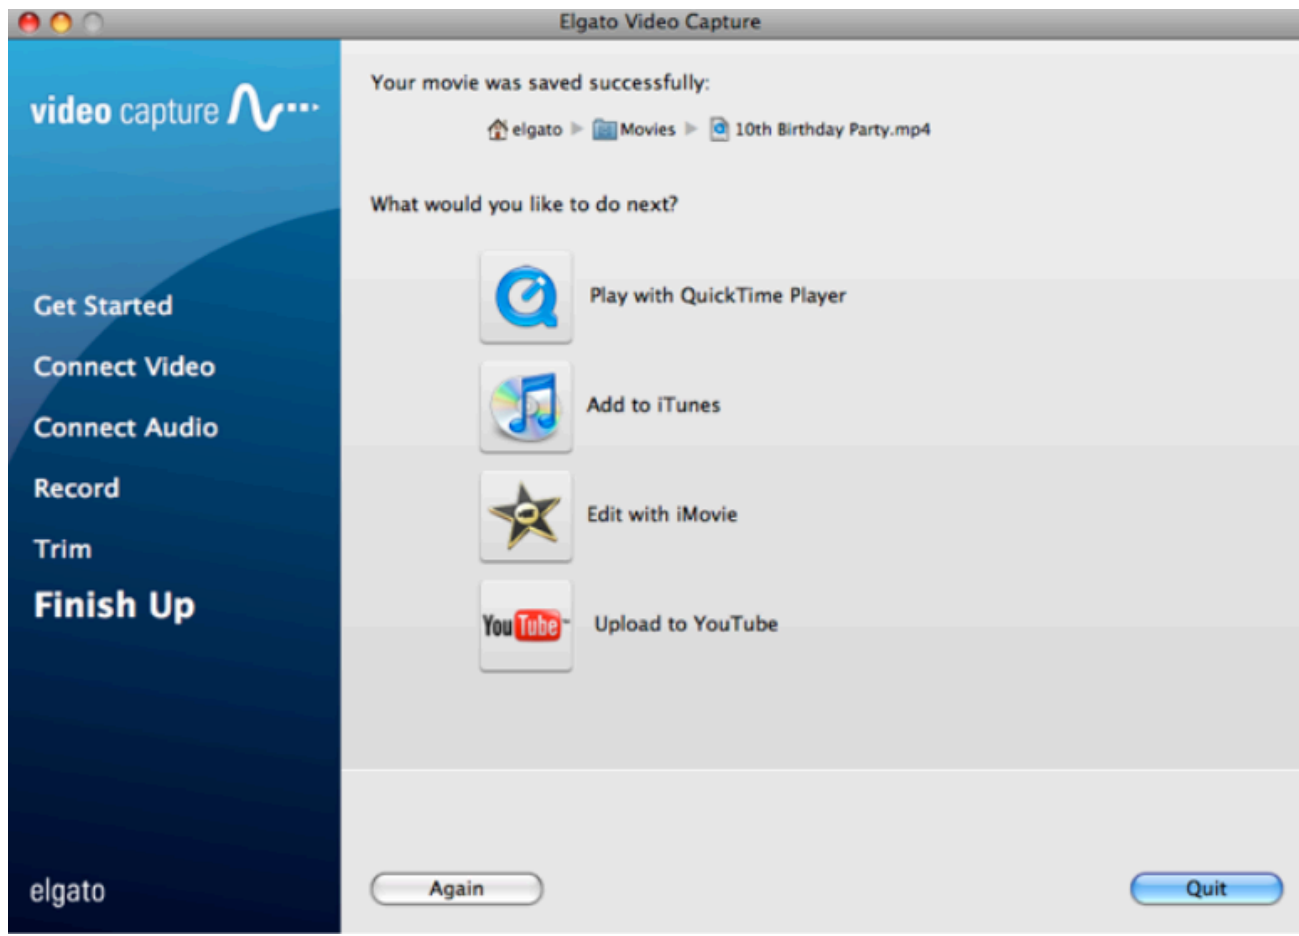 Elgato Video Capture
video capture
Get Started
Connect Video
Connect Audio
Record
Trim
Finish Up
elgato
Your movie was saved successfully:
elgato Movies 10th Birthday Party.mp4
What would you like to do next?
Play with QuickTime Player
Add to iTunes
Edit with iMovie
YouTube Upload to YouTube
Again Quit